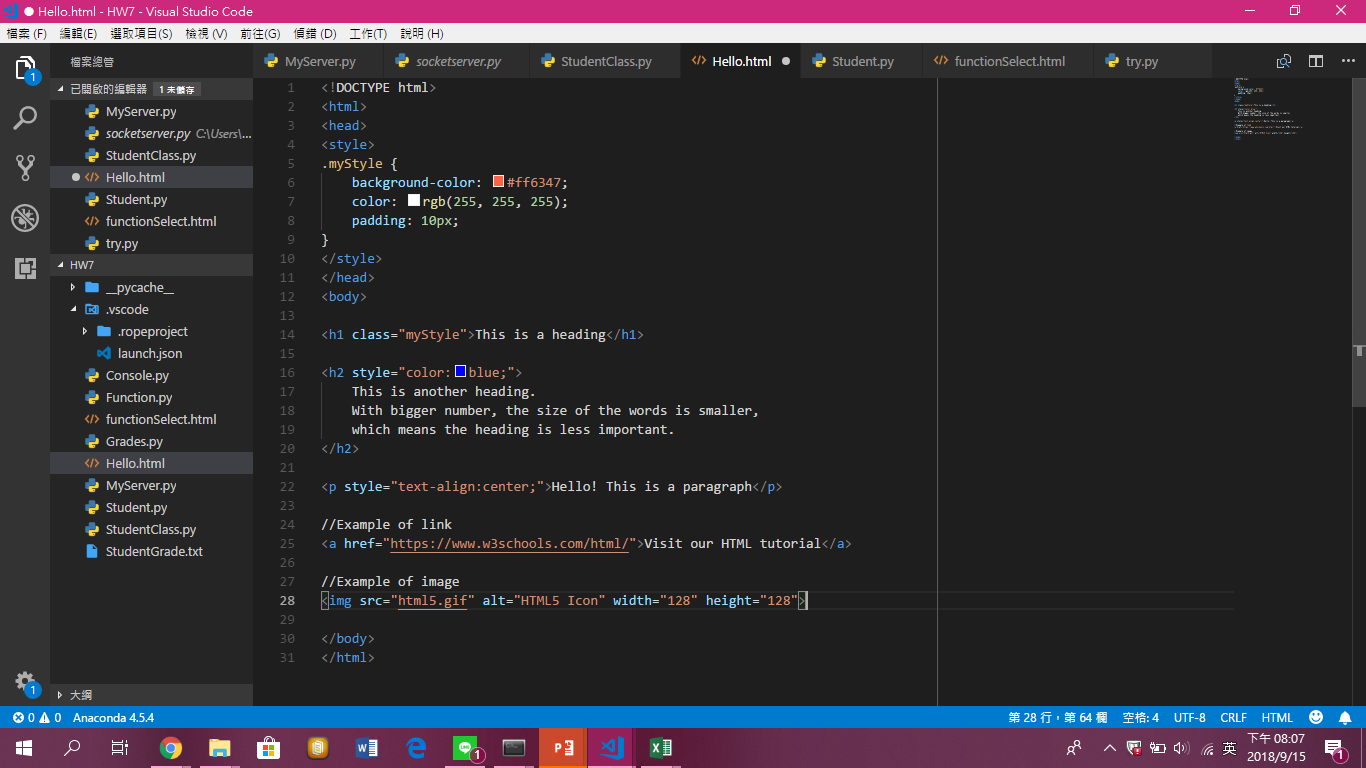 Hello.html - HW7 - Visual Studio Code
檔案 (F) 編輯(E) 選取項目(S) 檢視 (V) 前往(G) 偵錯 (D) 工作(T) 說明 (H)
檔案總管
MyServer.py socketserver.py StudentClass.py Hello.html Student.py functionSelect.html try.py
1
已開啟的編輯器 1 未儲存
MyServer.py
socketserver.py C:\Users\...
StudentClass.py
Hello.html
Student.py
functionSelect.html
try.py
HW7
__pycache__
.vscode
.ropeproject
launch.json
Console.py
Function.py
functionSelect.html
Grades.py
Hello.html
MyServer.py
Student.py
StudentClass.py
StudentGrade.txt
大綱
1
1 <!DOCTYPE html>
2 <html>
3 <head>
4 <style>
5 .myStyle {
6 background-color: #ff6347;
7 color: rgb(255, 255, 255);
8 padding: 10px;
9 }
10 </style>
11 </head>
12 <body>
13
14 <h1 class="myStyle">This is a heading</h1>
15
16 <h2 style="color:blue;">
17 This is another heading.
18 With bigger number, the size of the words is smaller,
19 which means the heading is less important.
20 </h2>
21
22 <p style="text-align:center;">Hello! This is a paragraph</p>
23
24 //Example of link
25 <a href="https://www.w3schools.com/html/">Visit our HTML tutorial</a>
26
27 //Example of image
28 <img src="html5.gif" alt="HTML5 Icon" width="128" height="128">
29
30 </body>
31 </html>
0 0 Anaconda 4.5.4 第 28 行，第 64 欄 空格: 4 UTF-8 CRLF HTML
1 英 下午 08:07
2018/9/15
1